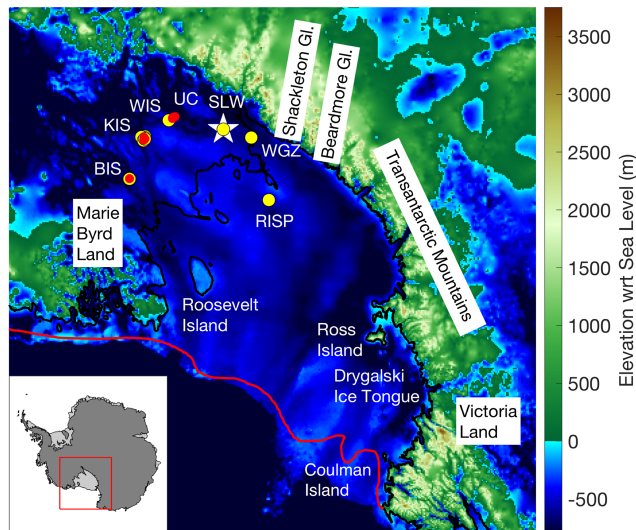 Shackleton Gl.
Beardmore Gl.
Transantarctic Mountains
WIS
UC
SLW
KIS
WGZ
BIS
RISP
Marie
Byrd
Land
Roosevelt
Island
Ross
Island
Drygalski
Ice Tongue
Victoria
Land
Coulman
Island
3500
3000
2500
2000
1500
1000
500
0
-500
Elevation wrt Sea Level (m)